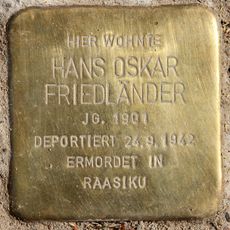 HIER WOHNTE
HANS OSKAR
FRIEDLÄNDER
JG. 1901
DEPORTIERT 24.9.1942
ERMORDET IN
RAASIKU